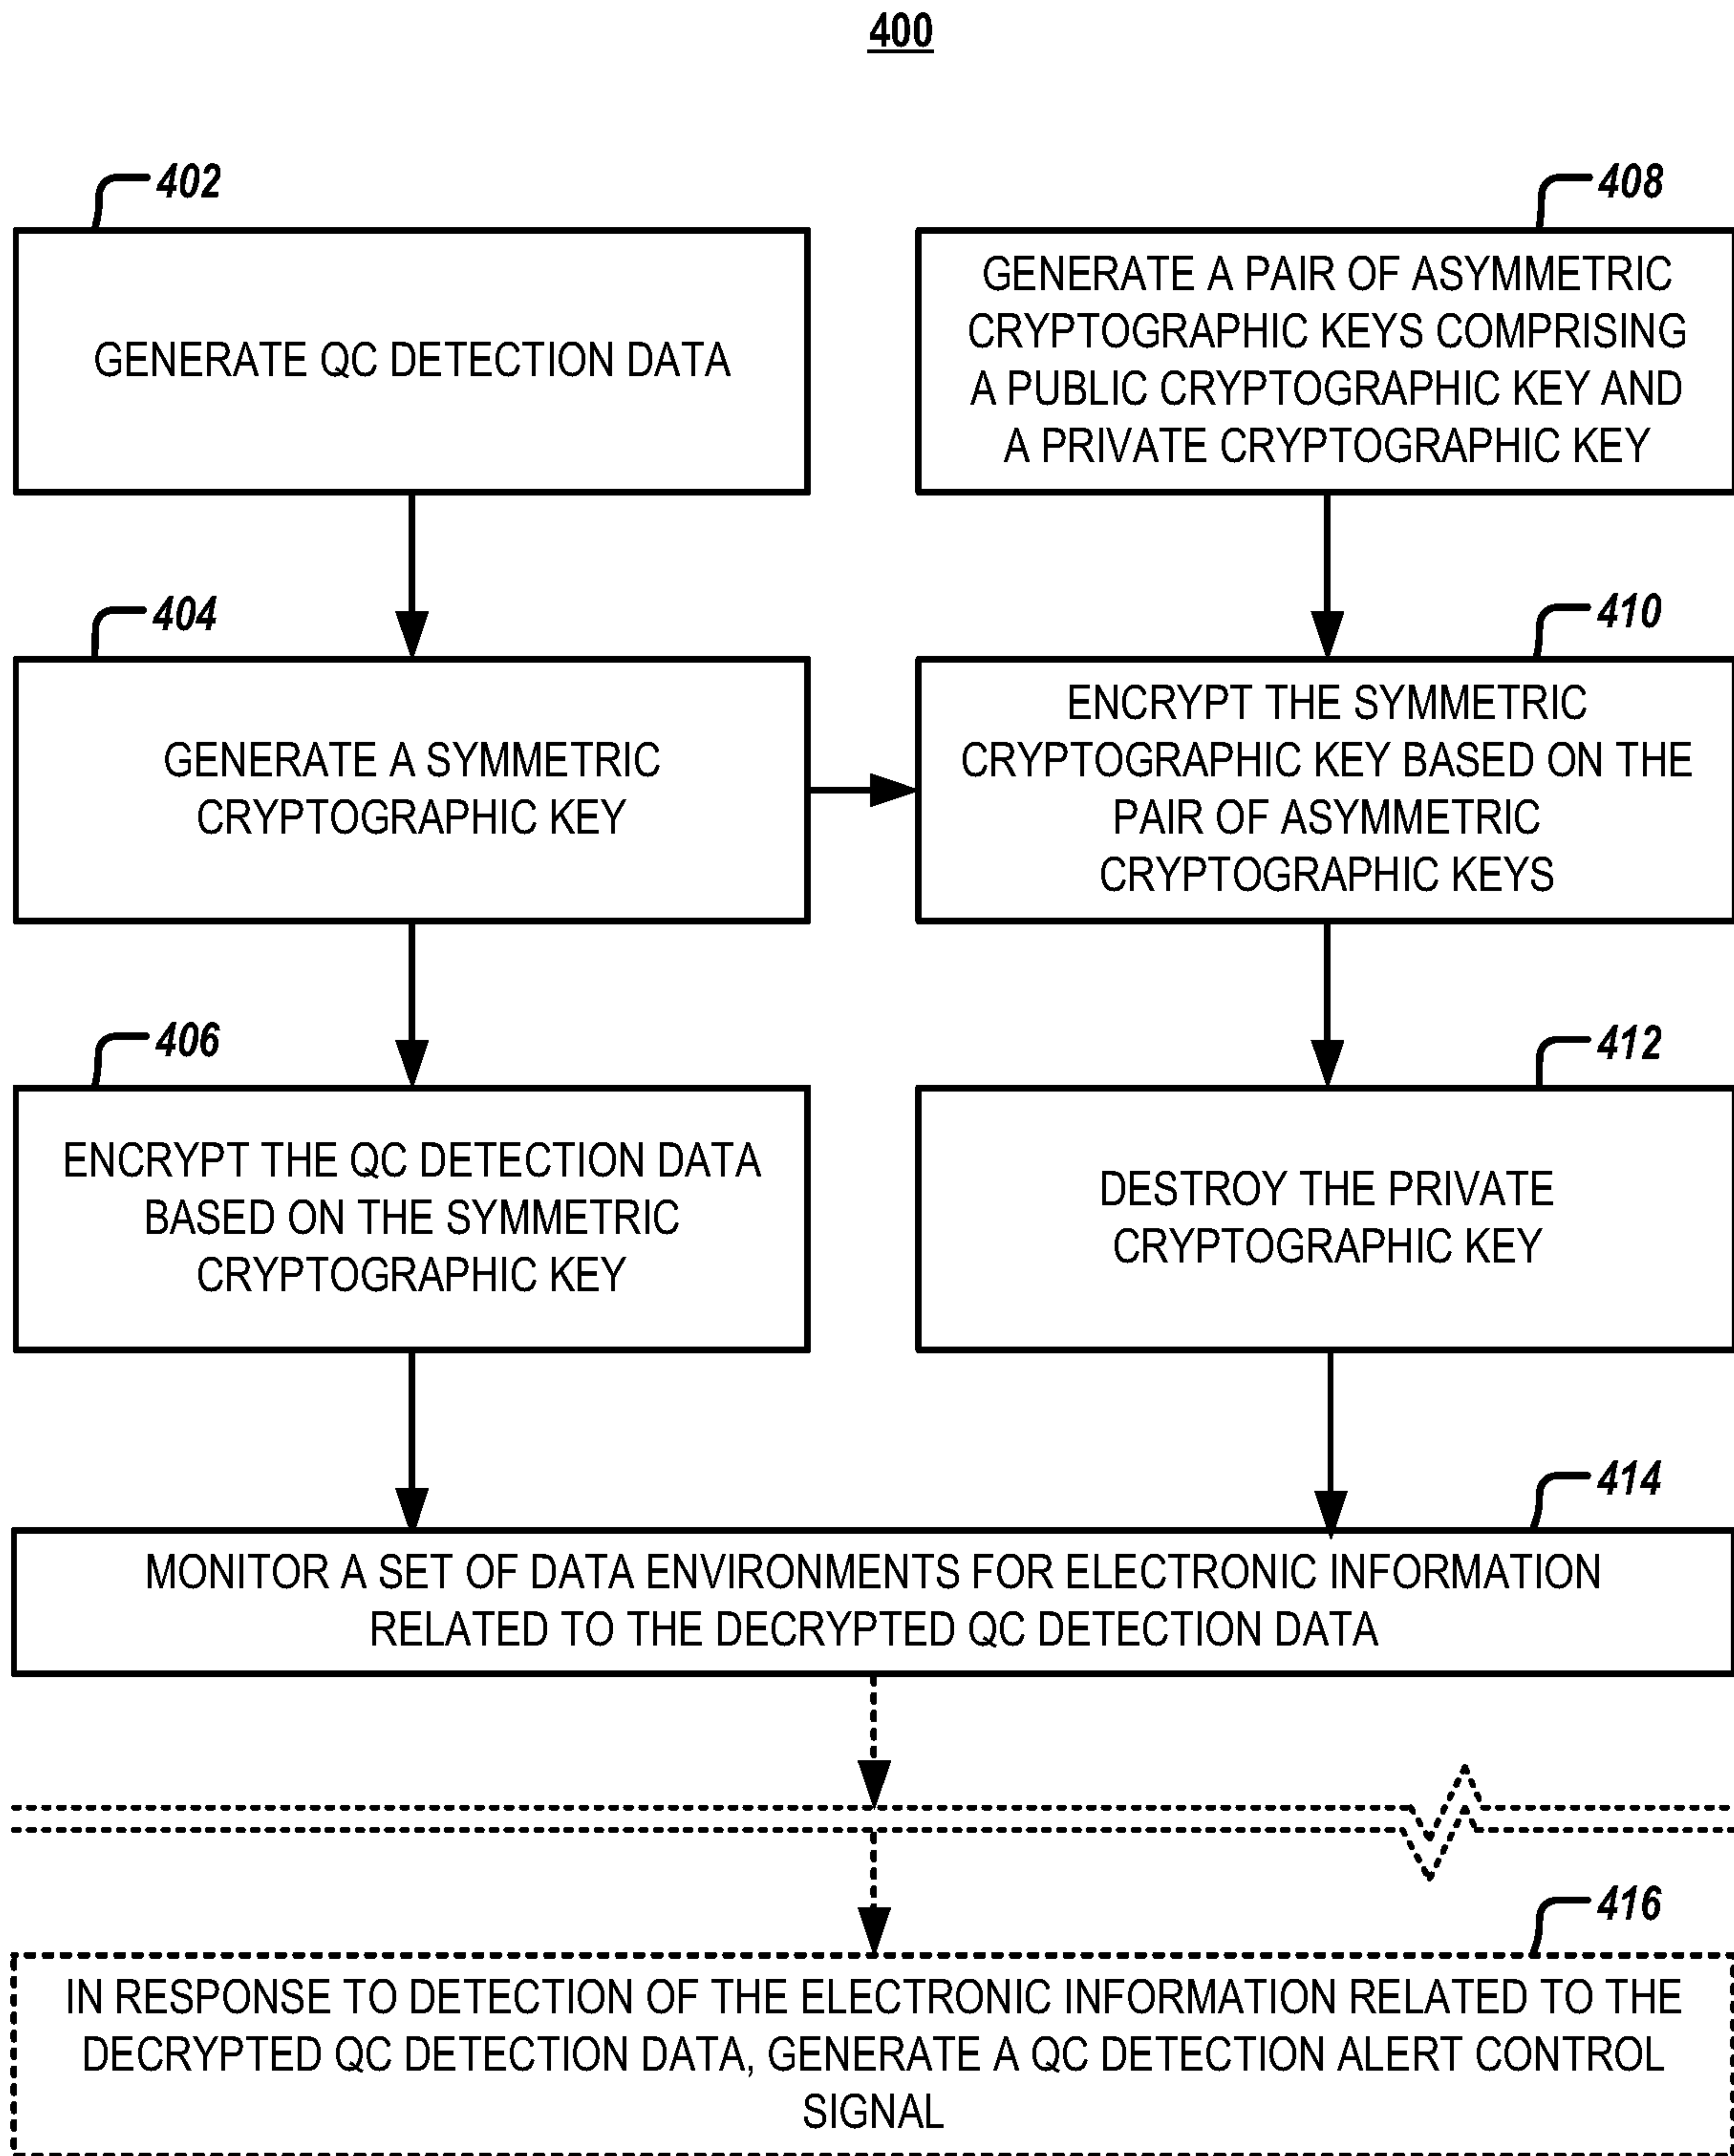 400
402
GENERATE QC DETECTION DATA
408
GENERATE A PAIR OF ASYMMETRIC
CRYPTOGRAPHIC KEYS COMPRISING
A PUBLIC CRYPTOGRAPHIC KEY AND
A PRIVATE CRYPTOGRAPHIC KEY
404
GENERATE A SYMMETRIC
CRYPTOGRAPHIC KEY
410
ENCRYPT THE SYMMETRIC
CRYPTOGRAPHIC KEY BASED ON THE
PAIR OF ASYMMETRIC
CRYPTOGRAPHIC KEYS
406
ENCRYPT THE QC DETECTION DATA
BASED ON THE SYMMETRIC
CRYPTOGRAPHIC KEY
412
DESTROY THE PRIVATE
CRYPTOGRAPHIC KEY
414
MONITOR A SET OF DATA ENVIRONMENTS FOR ELECTRONIC INFORMATION
RELATED TO THE DECRYPTED QC DETECTION DATA
416
IN RESPONSE TO DETECTION OF THE ELECTRONIC INFORMATION RELATED TO THE
DECRYPTED QC DETECTION DATA, GENERATE A QC DETECTION ALERT CONTROL
SIGNAL